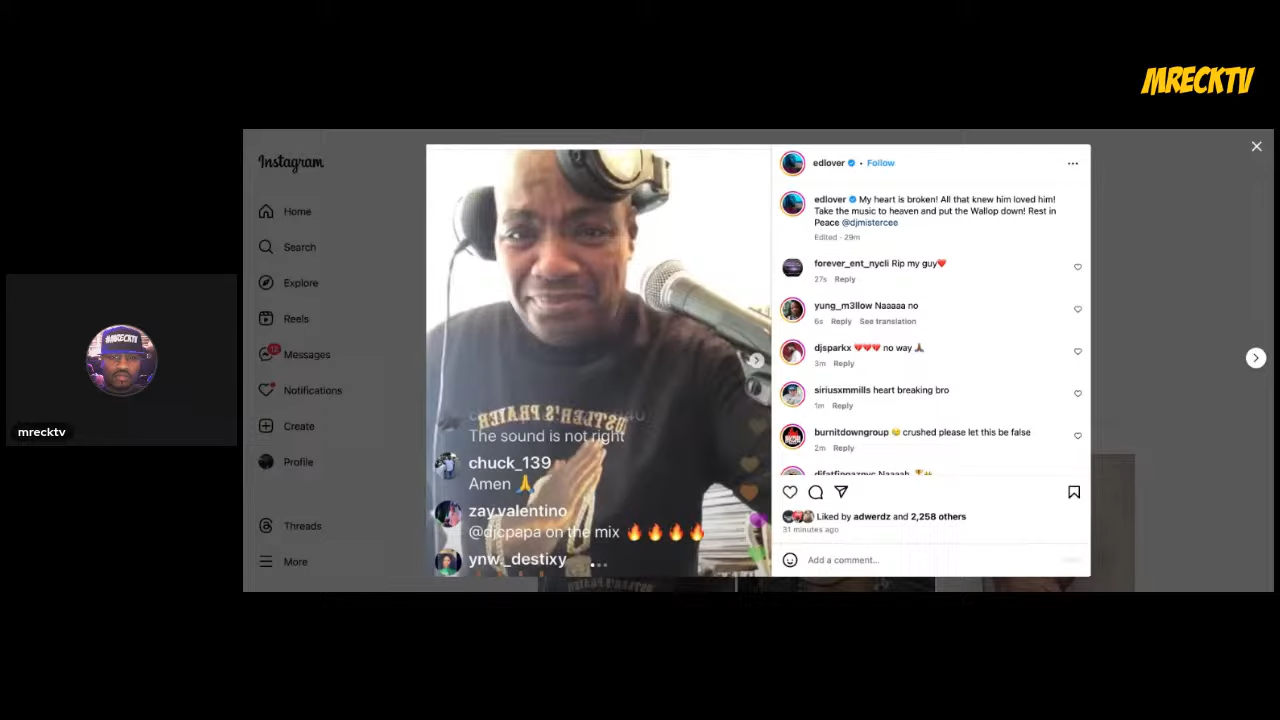 MRECKTV
Instagram
Home
Search
Explore
Reels
12
Messages
Notifications
Create
Profile
Threads
More
#MRECKTV
mrecktv
The sound is not right
chuck_139
Amen 🙏
zay.valentino
@djcpapa on the mix 🔥🔥🔥🔥
ynw._destixy
edlover • Follow
edlover My heart is broken! All that knew him loved him!
Take the music to heaven and put the Wallop down! Rest in
Peace @djmistercee
Edited · 29m
forever_ent_nycli Rip my guy❤️
27s Reply
yung_m3llow Naaaaa no
6s Reply See translation
djsparkx 💔💔💔 no way 🙏🏾
3m Reply
siriusxmmills heart breaking bro
1m Reply
burnitdowngroup 😢 crushed please let this be false
2m Reply
Liked by adwerdz and 2,258 others
31 minutes ago
Add a comment...